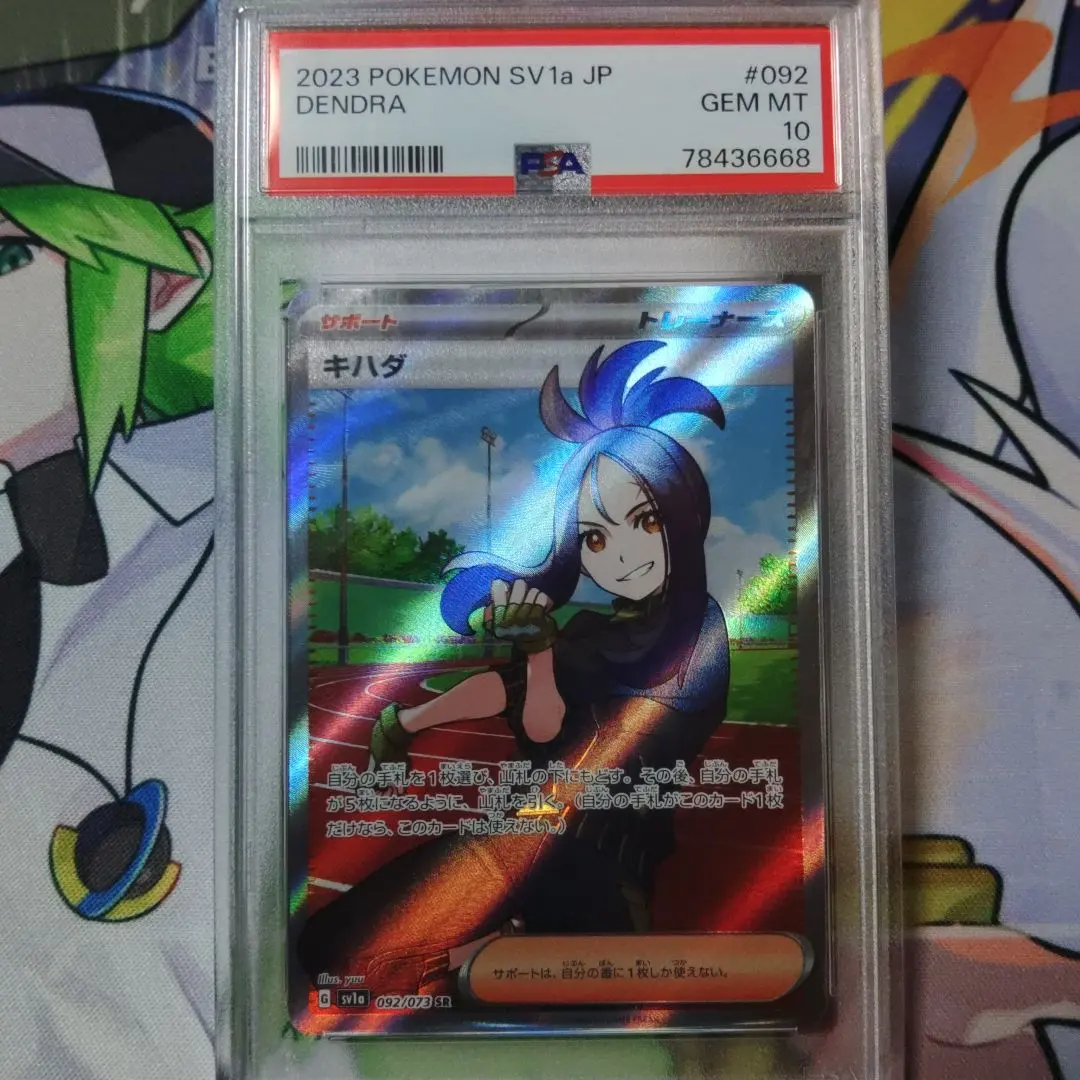 2023 POKEMON SV1a JP #092
DENDRA GEM MT
10
PSA 78436668
サポート トレーナーズ
キハダ
自分の手札を1枚選び、山札の下にもどす。その後、自分の手札
が5枚になるように、山札を引く。(自分の手札がこのカード1枚
だけなら、このカードは使えない。)
サポートは、自分の番に1枚しか使えない。
Illus. yuu
G sv1a 092/073 SR